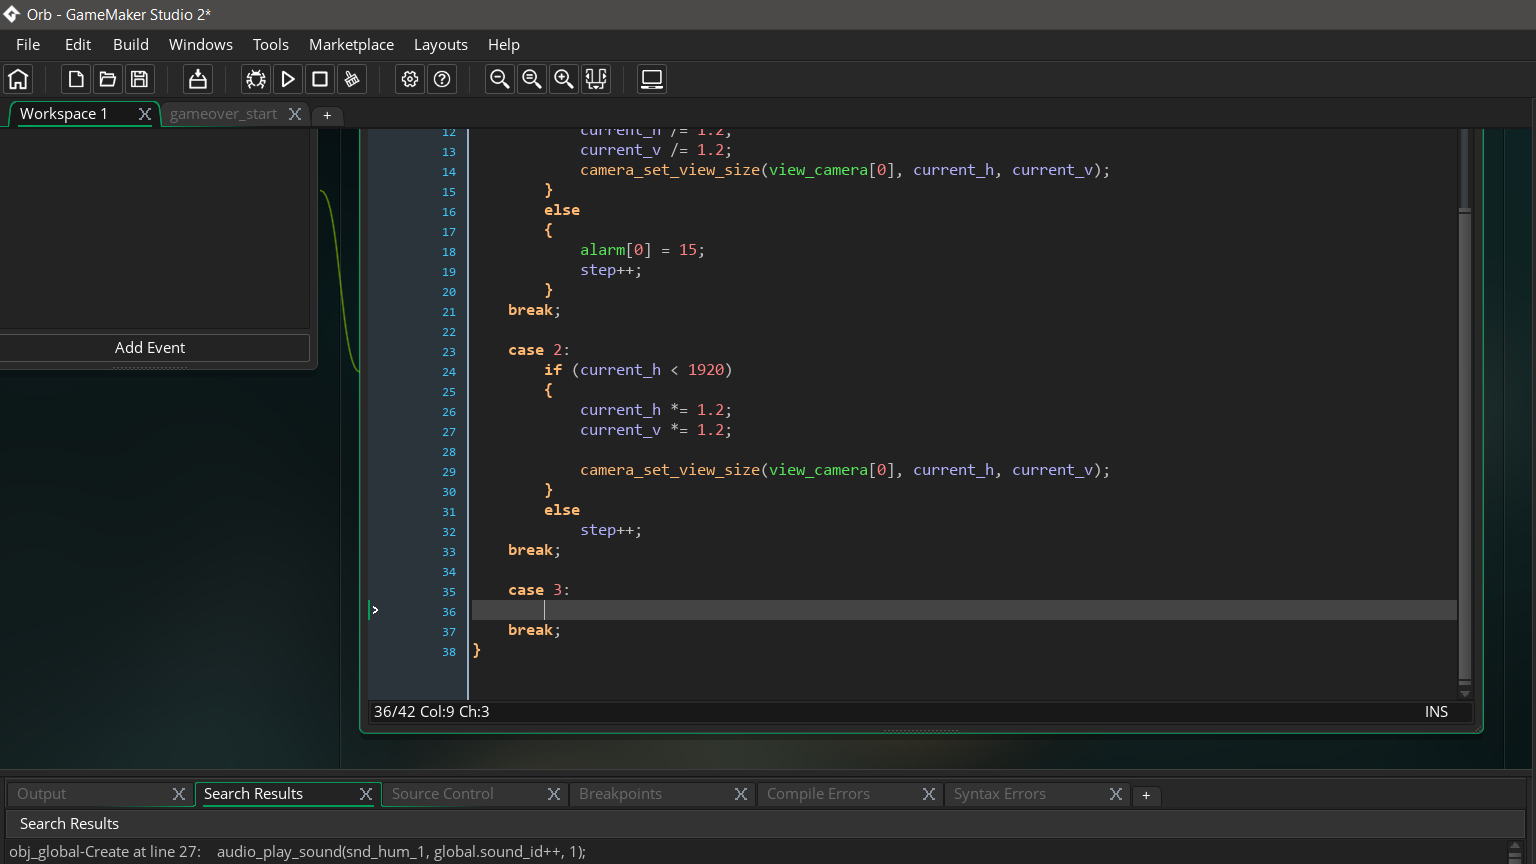 Orb - GameMaker Studio 2*
File Edit Build Windows Tools Marketplace Layouts Help
Workspace 1 gameover_start +
12 current_h /= 1.2;
13 current_v /= 1.2;
14 camera_set_view_size(view_camera[0], current_h, current_v);
15 }
16 else
17 {
18 alarm[0] = 15;
19 step++;
20 }
21 break;
22
23 case 2:
24 if (current_h < 1920)
25 {
26 current_h *= 1.2;
27 current_v *= 1.2;
28
29 camera_set_view_size(view_camera[0], current_h, current_v);
30 }
31 else
32 step++;
33 break;
34
35 case 3:
36
37 break;
38 }
Add Event
36/42 Col:9 Ch:3 INS
Output Search Results Source Control Breakpoints Compile Errors Syntax Errors +
Search Results
obj_global-Create at line 27: audio_play_sound(snd_hum_1, global.sound_id++, 1);